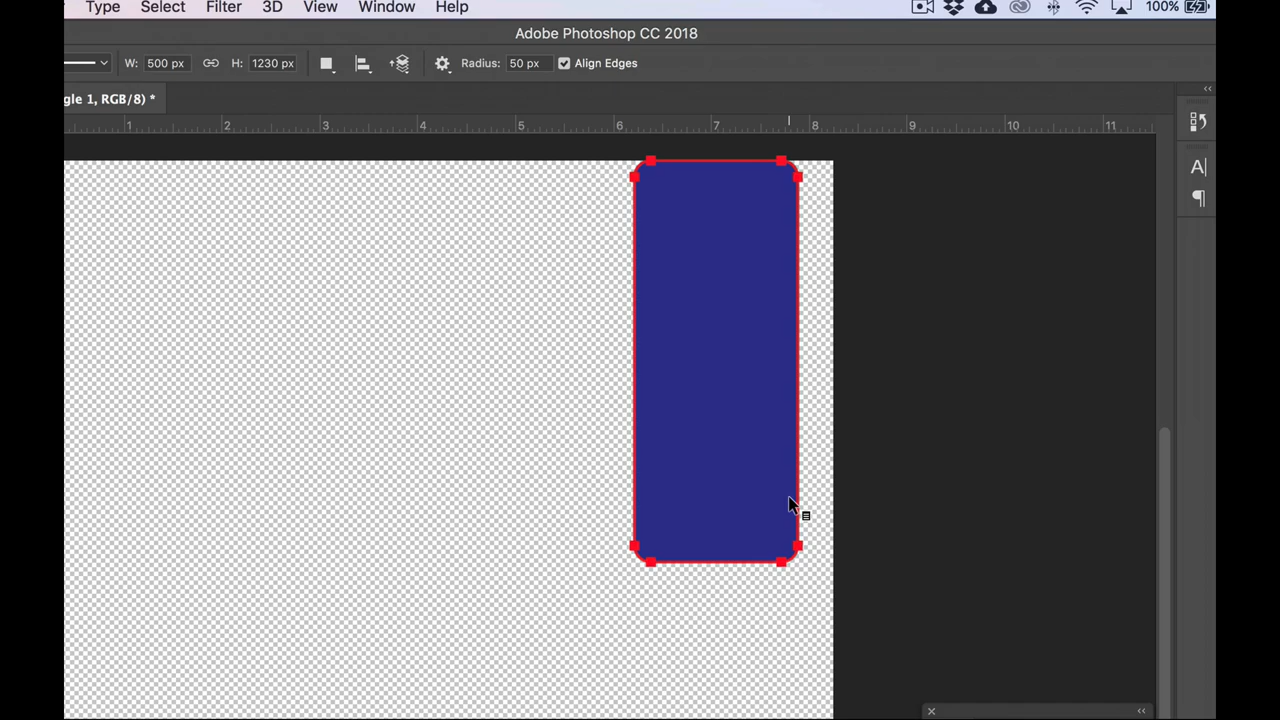 Type Select Filter 3D View Window Help 100%
Adobe Photoshop CC 2018
W: 500 px H: 1230 px Radius: 50 px Align Edges
gle 1, RGB/8) *
1 2 3 4 5 6 7 8 9 10 11
A